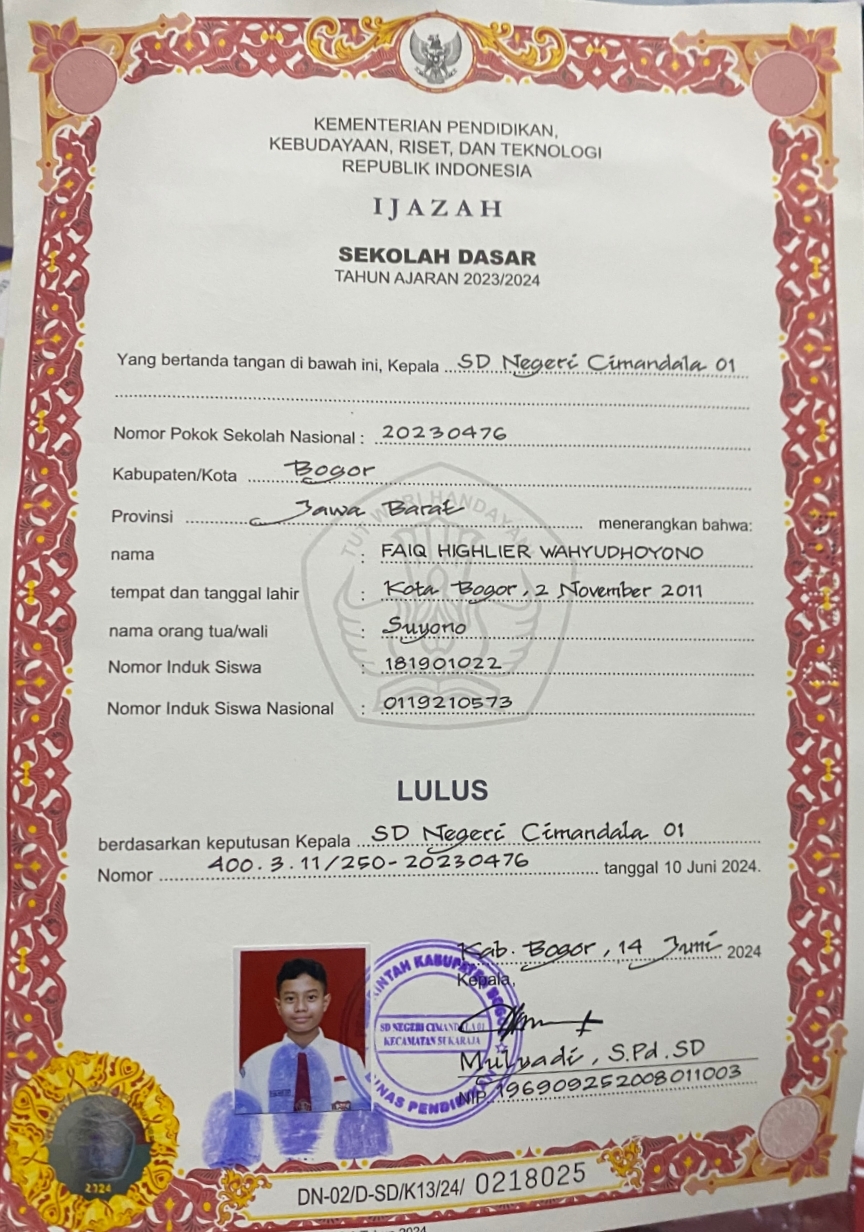 KEMENTERIAN PENDIDIKAN,
KEBUDAYAAN, RISET, DAN TEKNOLOGI
REPUBLIK INDONESIA
IJAZAH
SEKOLAH DASAR
TAHUN AJARAN 2023/2024
Yang bertanda tangan di bawah ini, Kepala SD Negeri Cimandala 01
Nomor Pokok Sekolah Nasional : 20230476
Kabupaten/Kota Bogor
Provinsi Jawa Barat menerangkan bahwa:
TUT WURI HANDAYANI
nama : FAIQ HIGHLIER WAHYUDHOYONO
tempat dan tanggal lahir : Kota Bogor, 2 November 2011
nama orang tua/wali : Suyono
Nomor Induk Siswa : 181901022
Nomor Induk Siswa Nasional : 0119210573
LULUS
berdasarkan keputusan Kepala SD Negeri Cimandala 01
Nomor 400.3.11/250-20230476 tanggal 10 Juni 2024.
Kab. Bogor, 14 Juni 2024
Kepala,
SD NEGERI CIMANDALA 01
KECAMATAN SUKARAJA
Mulyadi, S.Pd.SD
NIP 196909252008011003
2024
DN-02/D-SD/K13/24/ 0218025